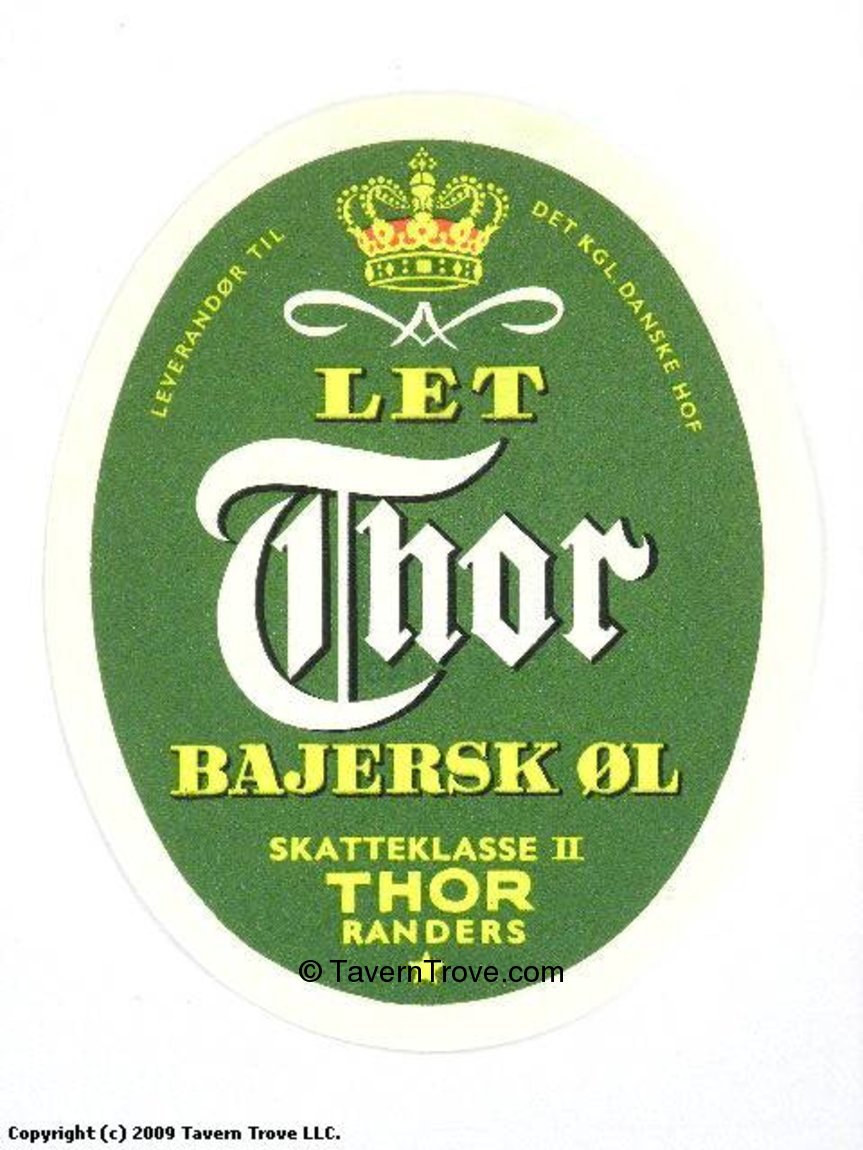 LEVERANDØR TIL
DET KGL. DANSKE HOF
LET
Thor
BAJERSK ØL
SKATTEKLASSE II
THOR
RANDERS
© TavernTrove.com
Copyright (c) 2009 Tavern Trove LLC.